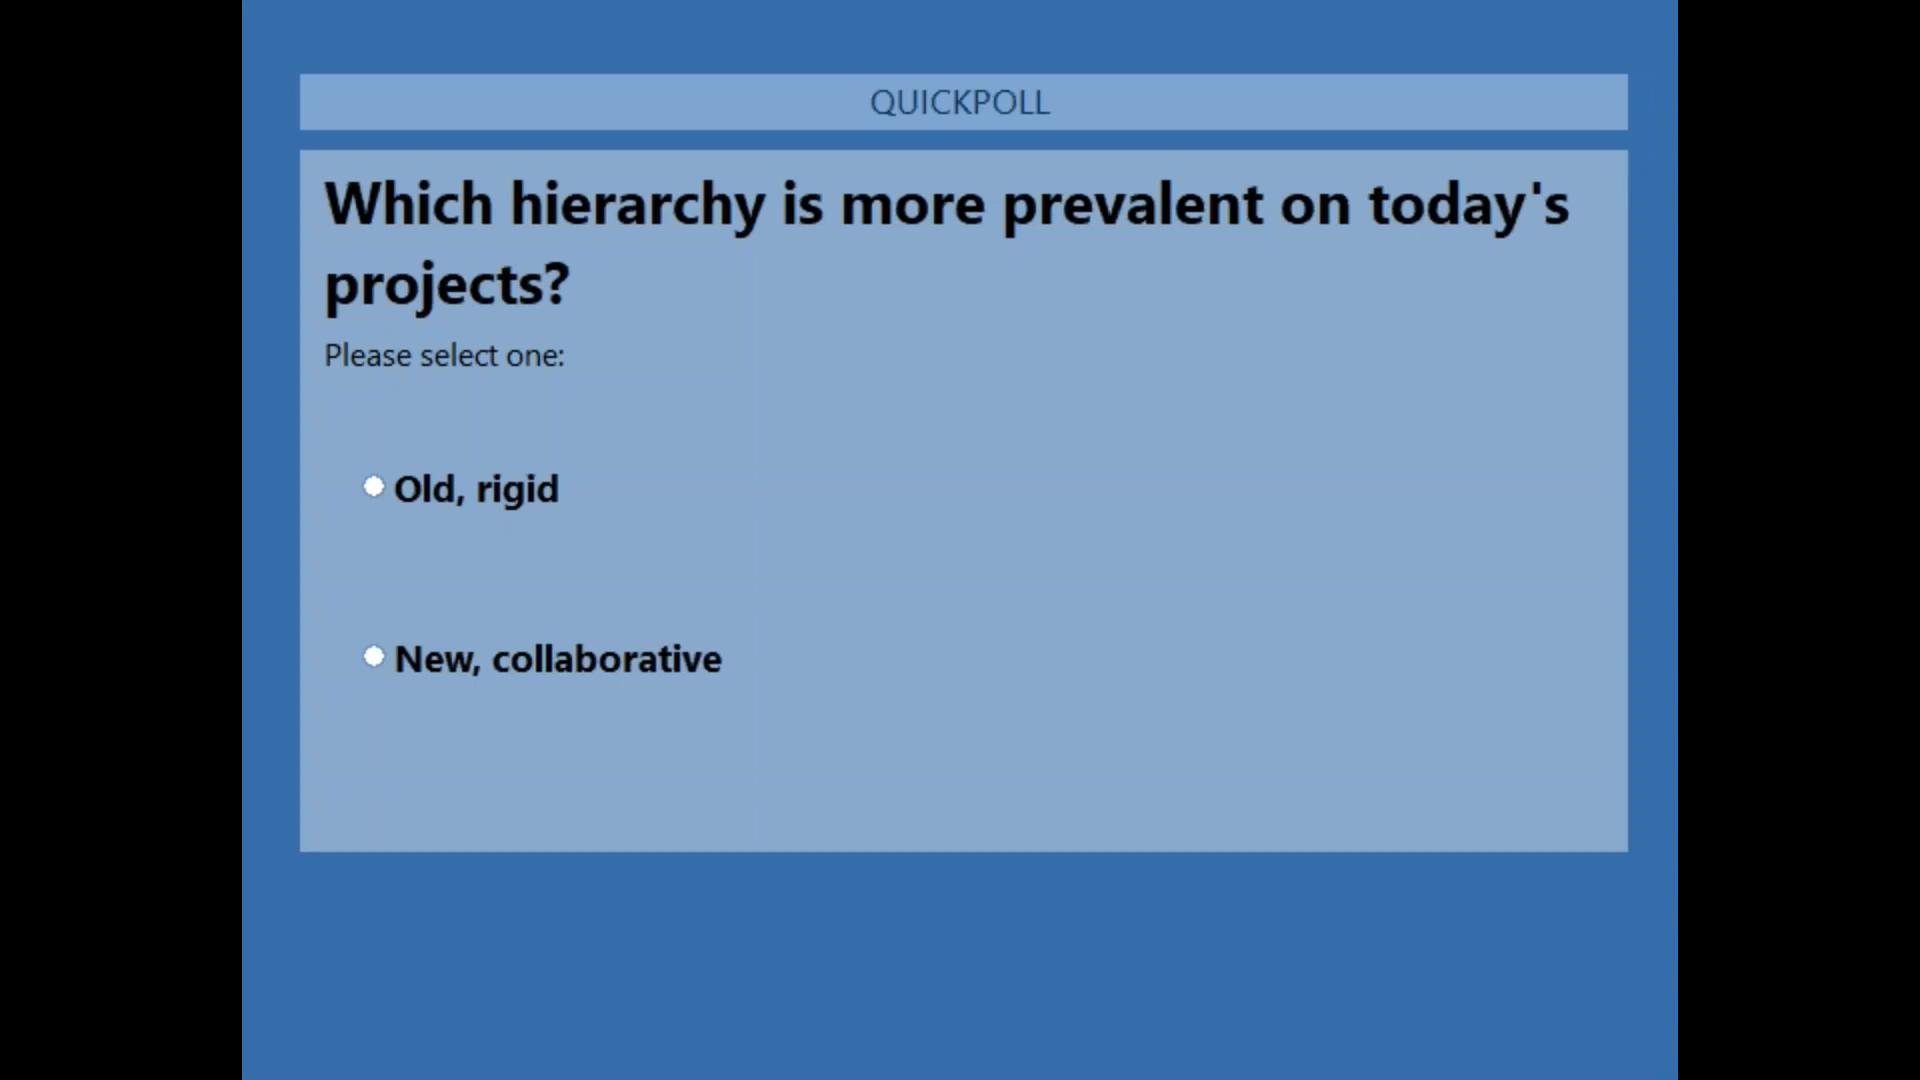 QUICKPOLL
Which hierarchy is more prevalent on today's
projects?
Please select one:
Old, rigid
New, collaborative